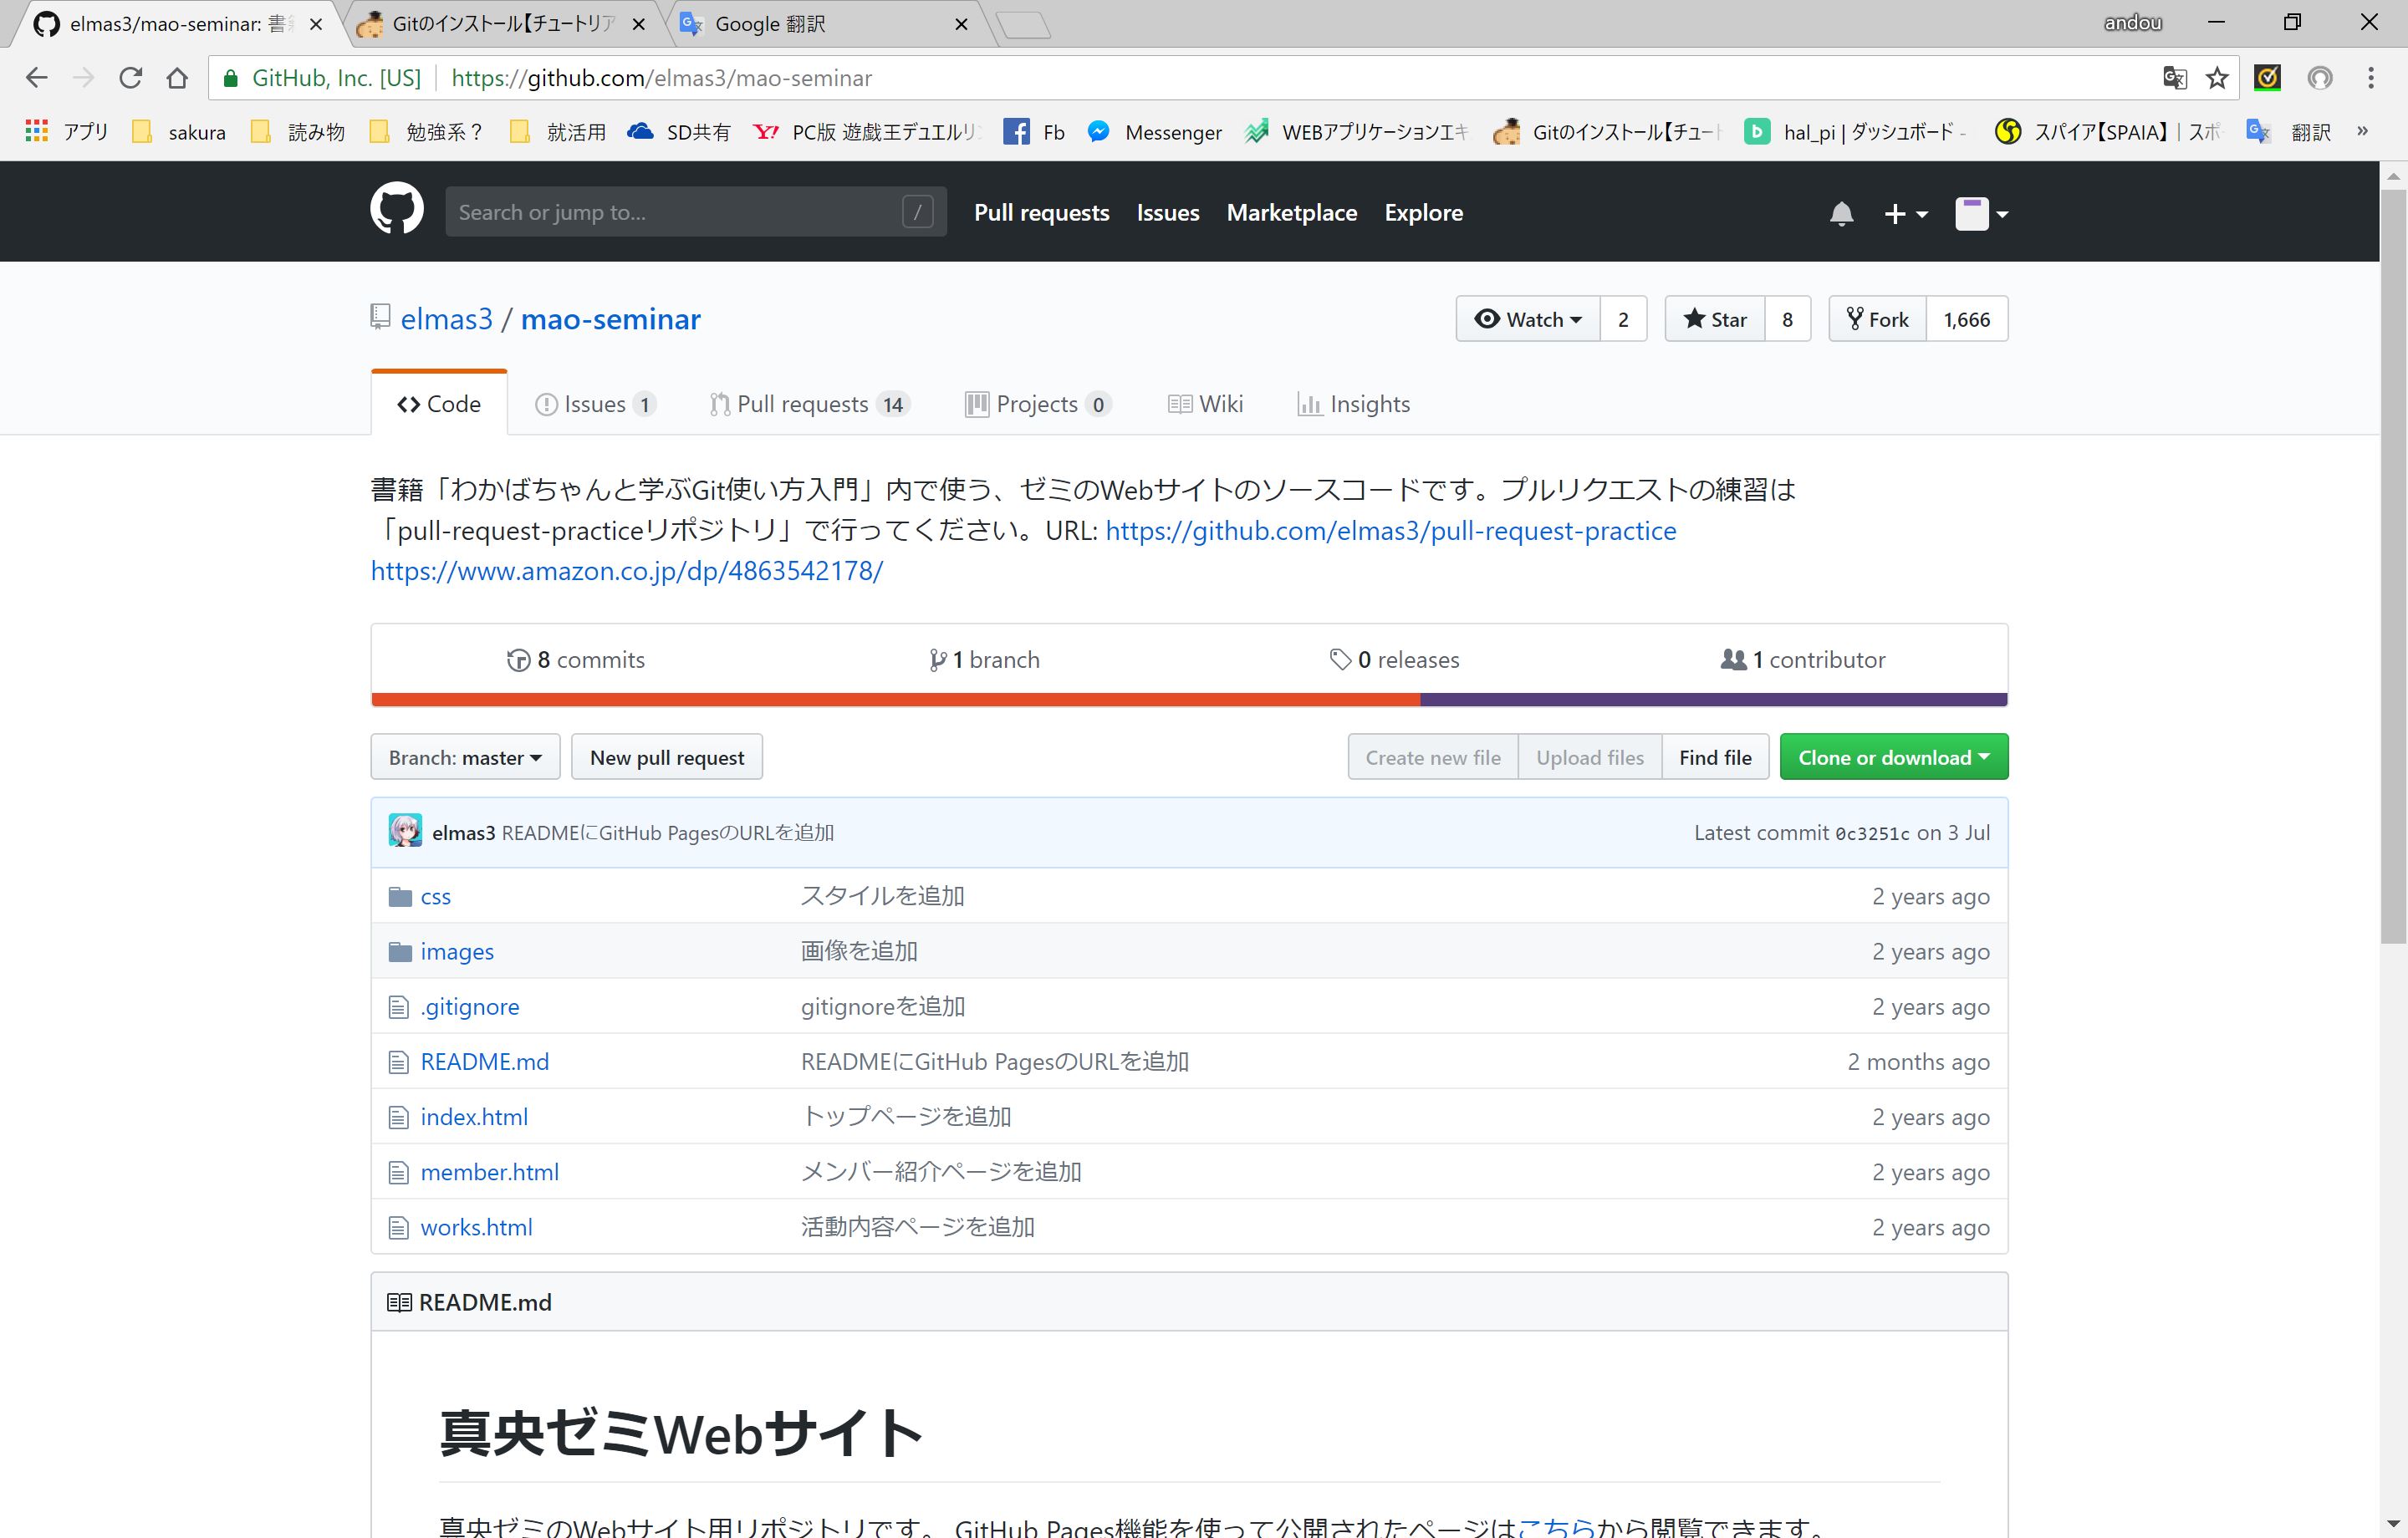 elmas3/mao-seminar: 書 Gitのインストール【チュートリア Google 翻訳 andou
GitHub, Inc. [US] https://github.com/elmas3/mao-seminar
アプリ sakura 読み物 勉強系？ 就活用 SD共有 PC版 遊戯王デュエルリン Fb Messenger WEBアプリケーションエキ Gitのインストール【チュート hal_pi | ダッシュボード - スパイア【SPAIA】 | スポ 翻訳 »
Search or jump to... / Pull requests Issues Marketplace Explore
elmas3 / mao-seminar Watch 2 Star 8 Fork 1,666
Code Issues 1 Pull requests 14 Projects 0 Wiki Insights
書籍「わかばちゃんと学ぶGit使い方入門」内で使う、ゼミのWebサイトのソースコードです。プルリクエストの練習は
「pull-request-practiceリポジトリ」で行ってください。URL: https://github.com/elmas3/pull-request-practice
https://www.amazon.co.jp/dp/4863542178/
8 commits 1 branch 0 releases 1 contributor
Branch: master New pull request Create new file Upload files Find file Clone or download
elmas3 READMEにGitHub PagesのURLを追加 Latest commit 0c3251c on 3 Jul
css スタイルを追加 2 years ago
images 画像を追加 2 years ago
.gitignore gitignoreを追加 2 years ago
README.md READMEにGitHub PagesのURLを追加 2 months ago
index.html トップページを追加 2 years ago
member.html メンバー紹介ページを追加 2 years ago
works.html 活動内容ページを追加 2 years ago
README.md
真央ゼミWebサイト
真央ゼミのWebサイト用リポジトリです。 GitHub Pages機能を使って公開されたページはこちらから閲覧できます。